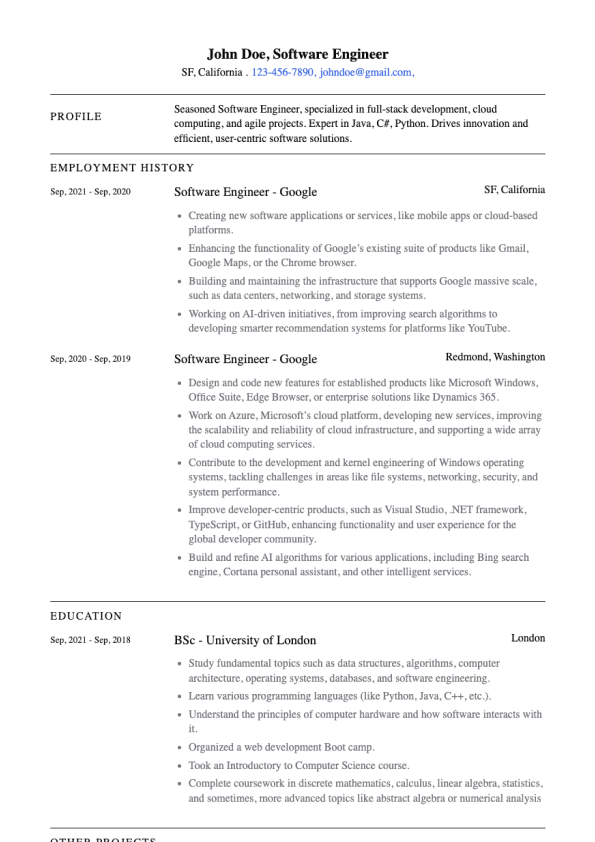 John Doe, Software Engineer
SF, California . 123-456-7890, johndoe@gmail.com,
PROFILE
Seasoned Software Engineer, specialized in full-stack development, cloud
computing, and agile projects. Expert in Java, C#, Python. Drives innovation and
efficient, user-centric software solutions.
EMPLOYMENT HISTORY
Sep, 2021 - Sep, 2020
Software Engineer - Google
SF, California
• Creating new software applications or services, like mobile apps or cloud-based
platforms.
• Enhancing the functionality of Google’s existing suite of products like Gmail,
Google Maps, or the Chrome browser.
• Building and maintaining the infrastructure that supports Google massive scale,
such as data centers, networking, and storage systems.
• Working on AI-driven initiatives, from improving search algorithms to
developing smarter recommendation systems for platforms like YouTube.
Sep, 2020 - Sep, 2019
Software Engineer - Google
Redmond, Washington
• Design and code new features for established products like Microsoft Windows,
Office Suite, Edge Browser, or enterprise solutions like Dynamics 365.
• Work on Azure, Microsoft’s cloud platform, developing new services, improving
the scalability and reliability of cloud infrastructure, and supporting a wide array
of cloud computing services.
• Contribute to the development and kernel engineering of Windows operating
systems, tackling challenges in areas like file systems, networking, security, and
system performance.
• Improve developer-centric products, such as Visual Studio, .NET framework,
TypeScript, or GitHub, enhancing functionality and user experience for the
global developer community.
• Build and refine AI algorithms for various applications, including Bing search
engine, Cortana personal assistant, and other intelligent services.
EDUCATION
Sep, 2021 - Sep, 2018
BSc - University of London
London
• Study fundamental topics such as data structures, algorithms, computer
architecture, operating systems, databases, and software engineering.
• Learn various programming languages (like Python, Java, C++, etc.).
• Understand the principles of computer hardware and how software interacts with
it.
• Organized a web development Boot camp.
• Took an Introductory to Computer Science course.
• Complete coursework in discrete mathematics, calculus, linear algebra, statistics,
and sometimes, more advanced topics like abstract algebra or numerical analysis
OTHER PROJECTS